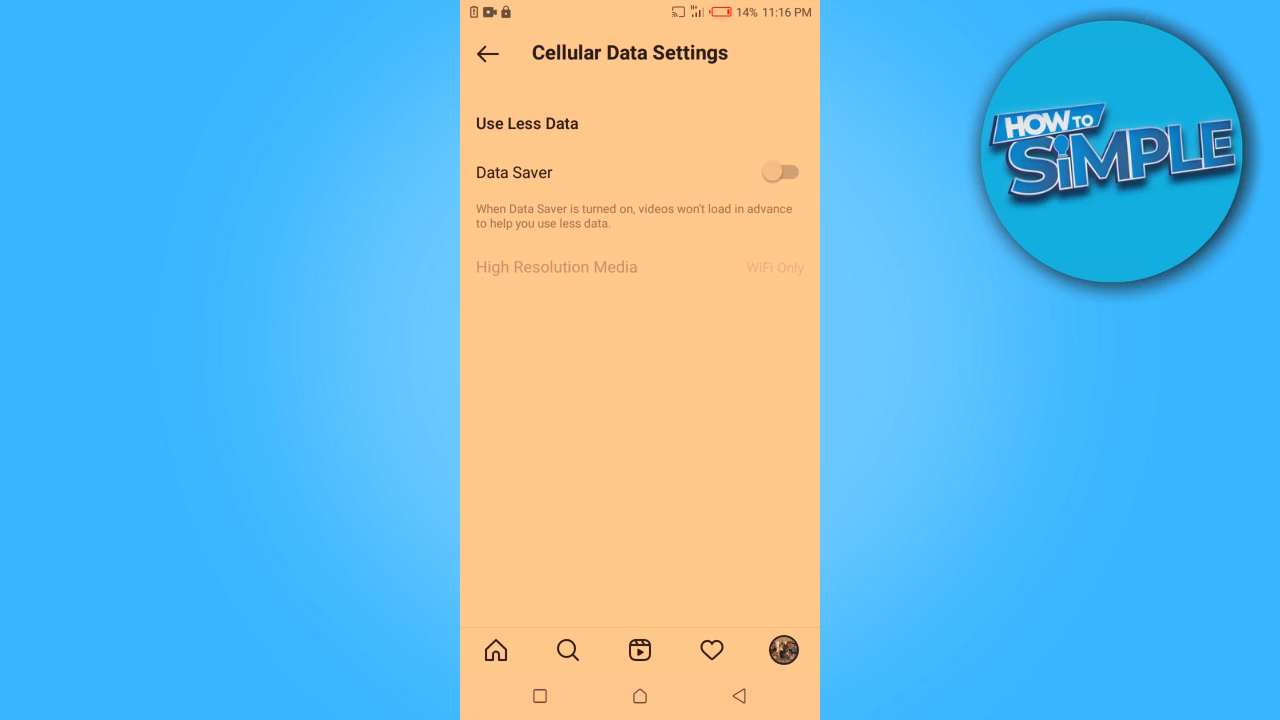 14% 11:16 PM
Cellular Data Settings
HOW TO
SiMPLE
Use Less Data
Data Saver
When Data Saver is turned on, videos won't load in advance
to help you use less data.
High Resolution Media WiFi Only